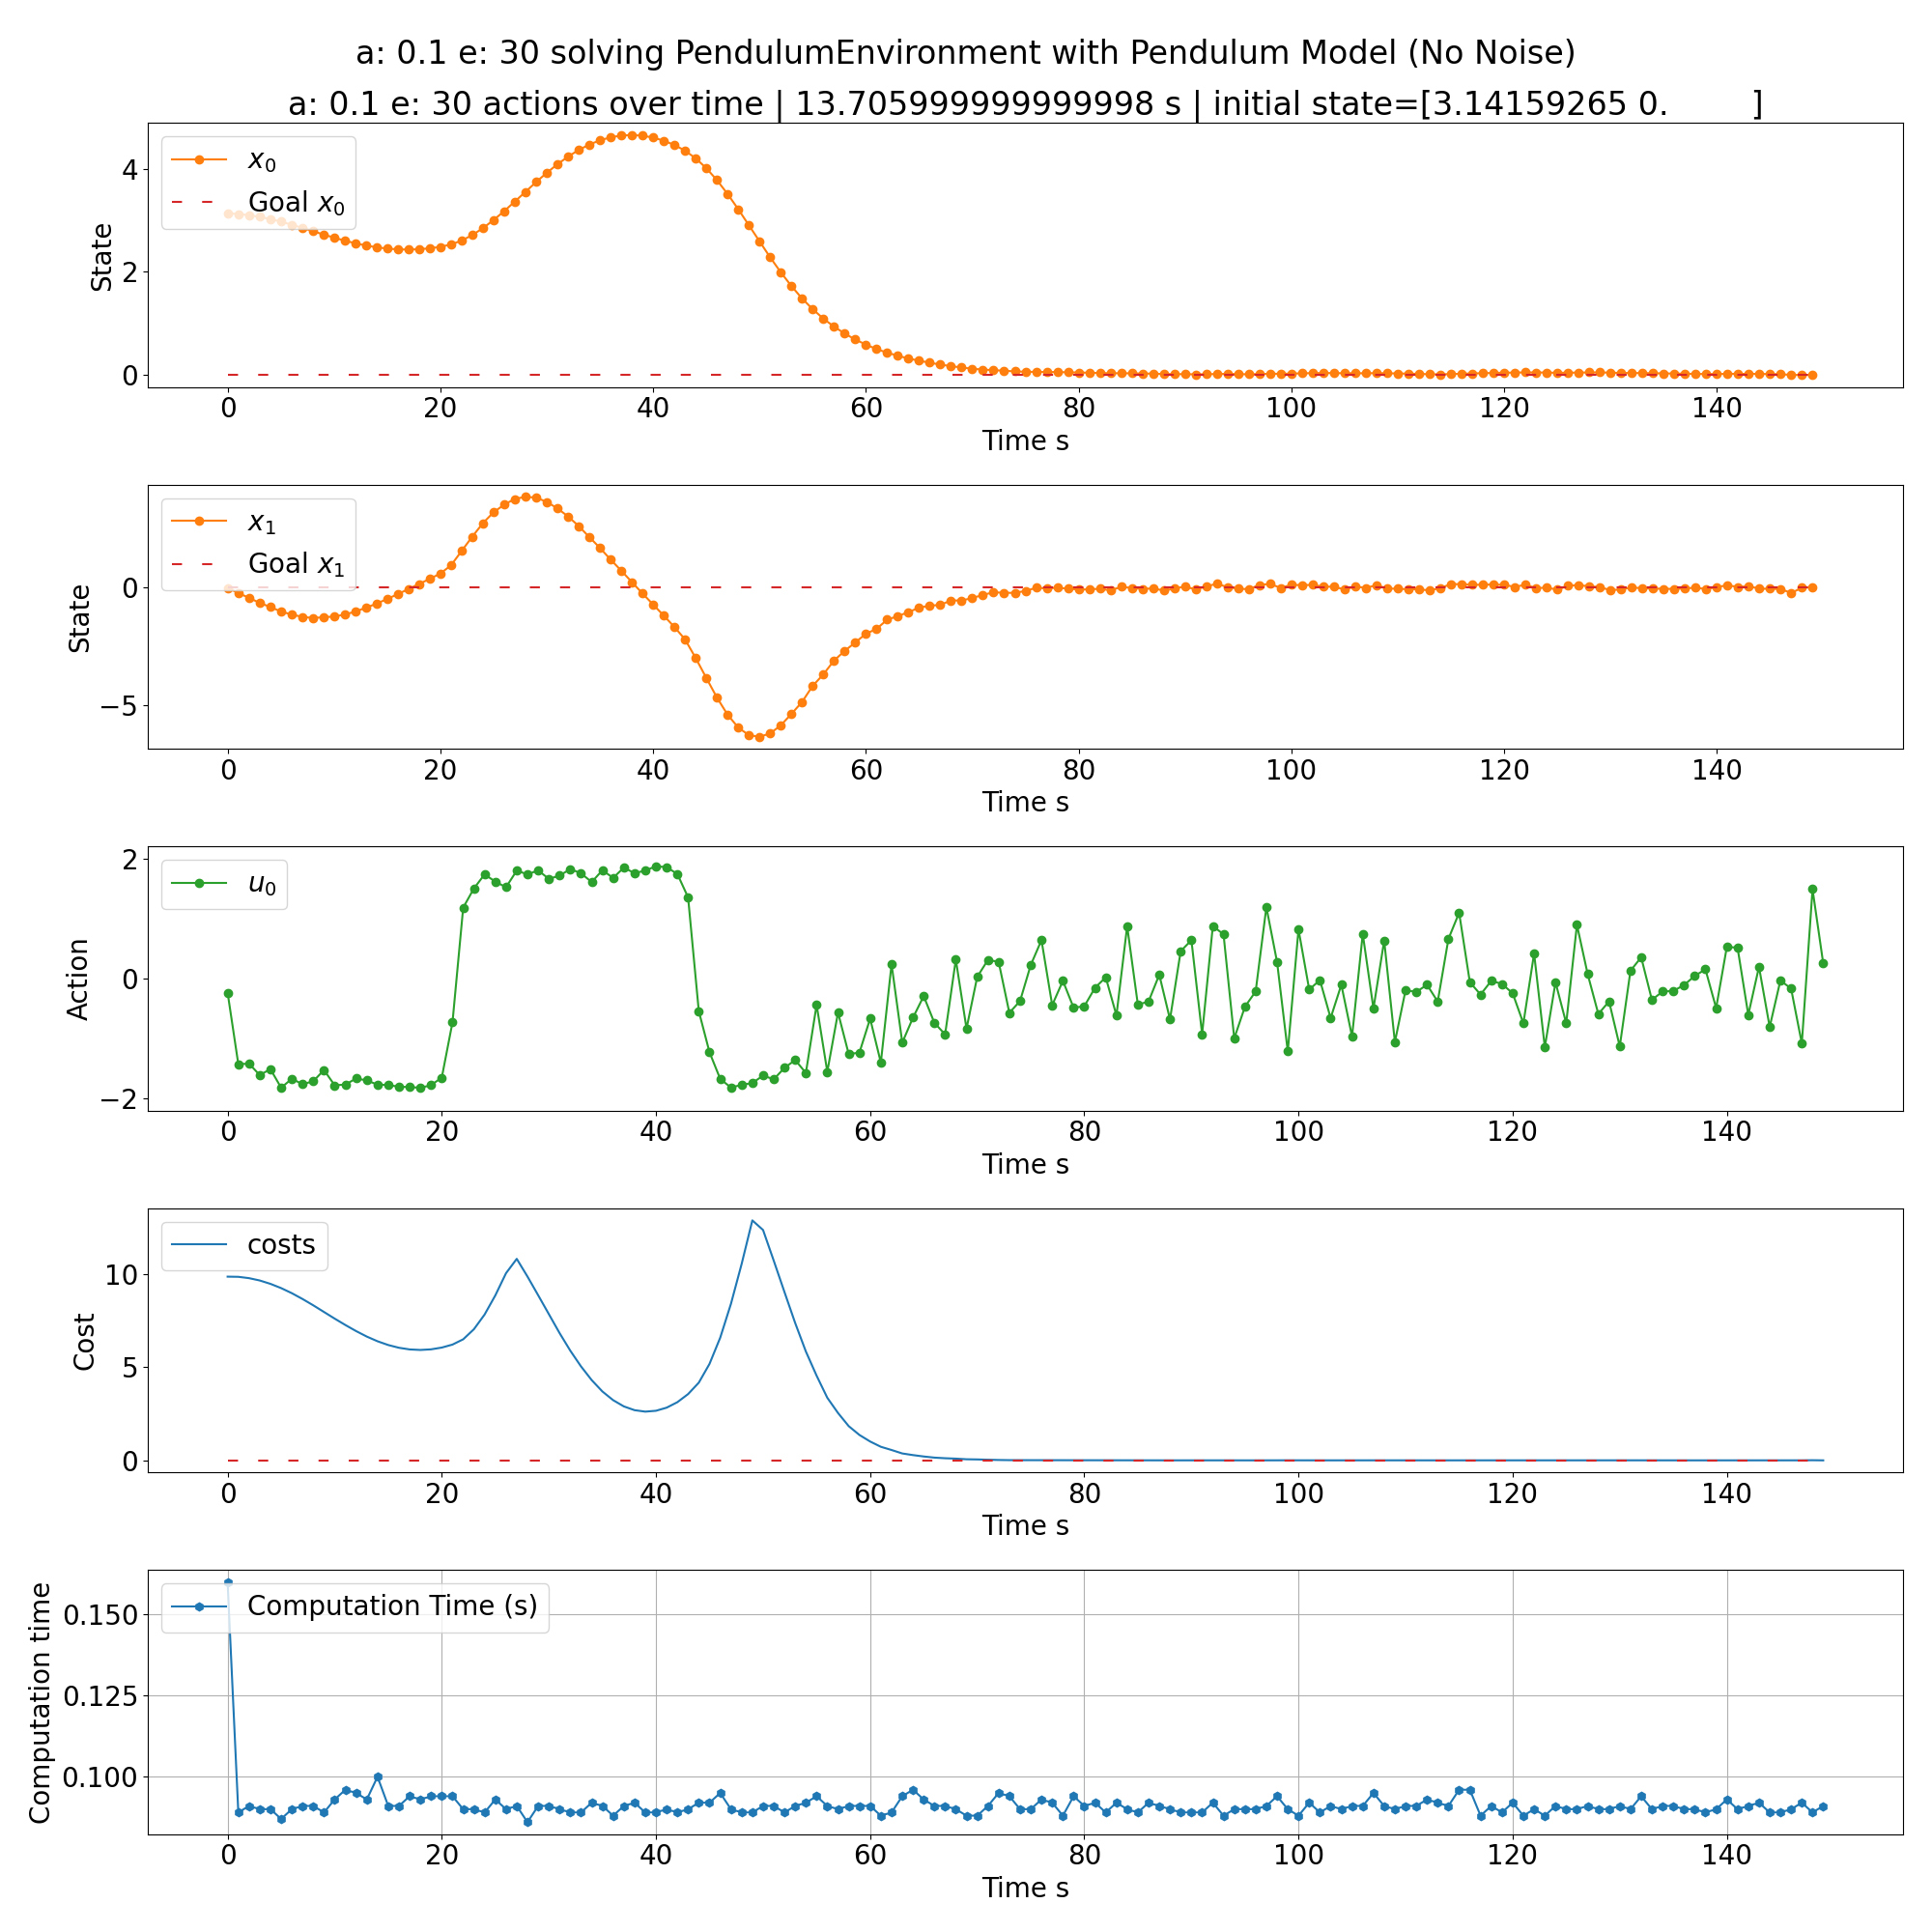 a: 0.1 e: 30 solving PendulumEnvironment with Pendulum Model (No Noise)
a: 0.1 e: 30 actions over time | 13.705999999999998 s | initial state=[3.14159265 0.        ]
x₀
Goal x₀
State
4
2
0
0 20 40 60 80 100 120 140
Time s
x₁
Goal x₁
State
0
−5
0 20 40 60 80 100 120 140
Time s
u₀
Action
2
0
−2
0 20 40 60 80 100 120 140
Time s
costs
Cost
10
5
0
0 20 40 60 80 100 120 140
Time s
Computation Time (s)
Computation time
0.150
0.125
0.100
0 20 40 60 80 100 120 140
Time s